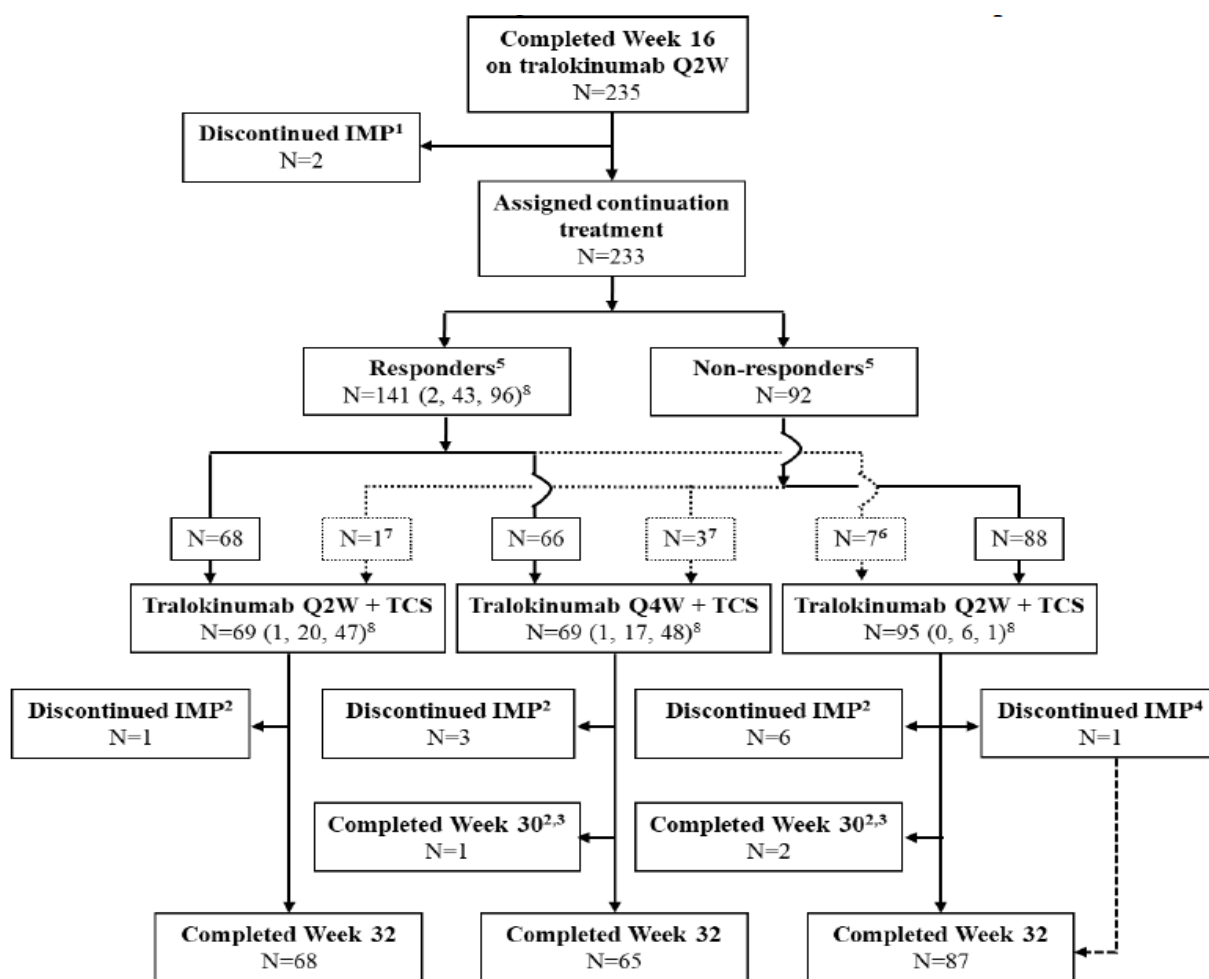 Completed Week 16
on tralokinumab Q2W
N=235
Discontinued IMP¹
N=2
Assigned continuation
treatment
N=233
Responders⁵
N=141 (2, 43, 96)⁸
Non-responders⁵
N=92
N=68
N=1⁷
N=66
N=3⁷
N=7⁶
N=88
Tralokinumab Q2W + TCS
N=69 (1, 20, 47)⁸
Tralokinumab Q4W + TCS
N=69 (1, 17, 48)⁸
Tralokinumab Q2W + TCS
N=95 (0, 6, 1)⁸
Discontinued IMP²
N=1
Discontinued IMP²
N=3
Discontinued IMP²
N=6
Discontinued IMP⁴
N=1
Completed Week 30²,³
N=1
Completed Week 30²,³
N=2
Completed Week 32
N=68
Completed Week 32
N=65
Completed Week 32
N=87